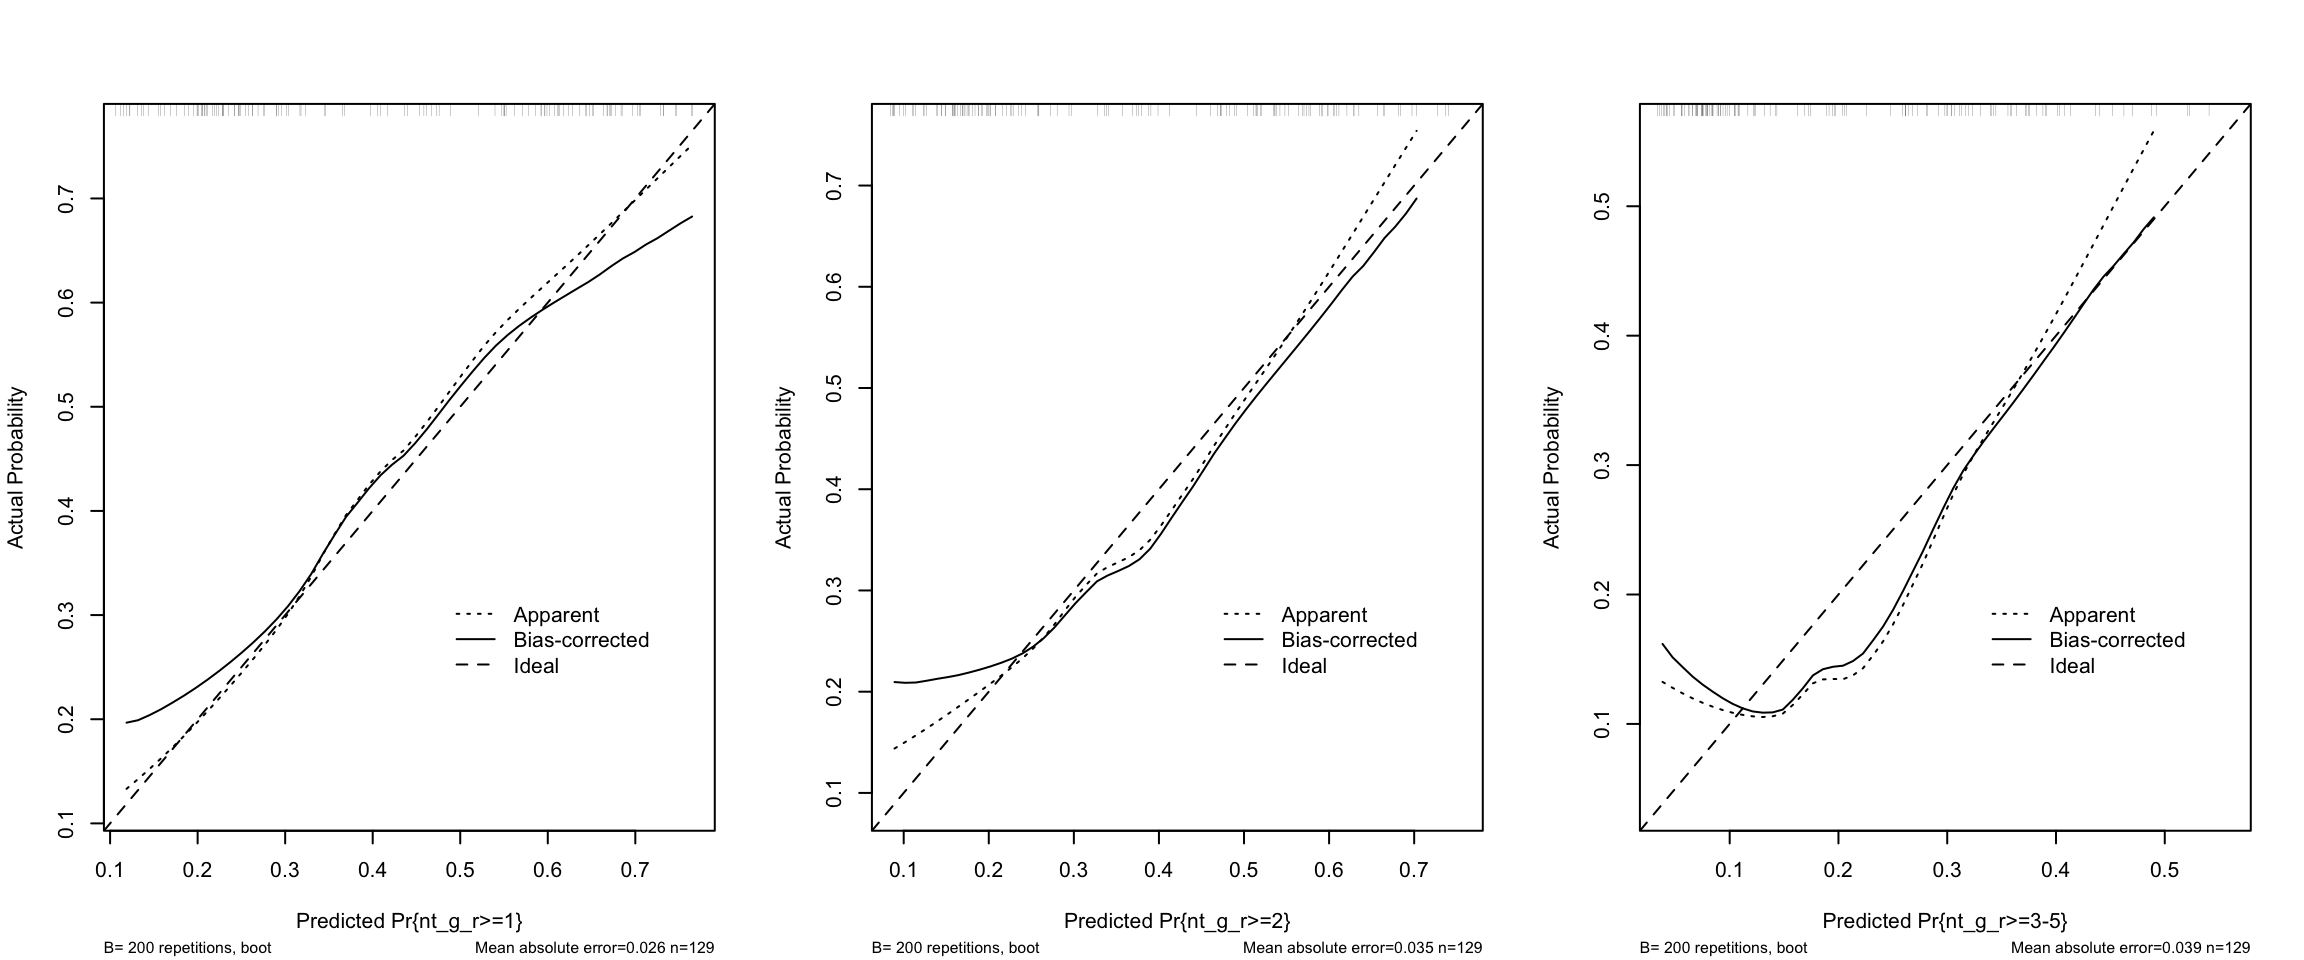 Actual Probability
0.7
0.6
0.5
0.4
0.3
0.2
0.1
Apparent
Bias-corrected
Ideal
0.1 0.2 0.3 0.4 0.5 0.6 0.7
Predicted Pr{nt_g_r>=1}
B= 200 repetitions, boot
Mean absolute error=0.026 n=129
Actual Probability
0.7
0.6
0.5
0.4
0.3
0.2
0.1
Apparent
Bias-corrected
Ideal
0.1 0.2 0.3 0.4 0.5 0.6 0.7
Predicted Pr{nt_g_r>=2}
B= 200 repetitions, boot
Mean absolute error=0.035 n=129
Actual Probability
0.5
0.4
0.3
0.2
0.1
Apparent
Bias-corrected
Ideal
0.1 0.2 0.3 0.4 0.5
Predicted Pr{nt_g_r>=3-5}
B= 200 repetitions, boot
Mean absolute error=0.039 n=129